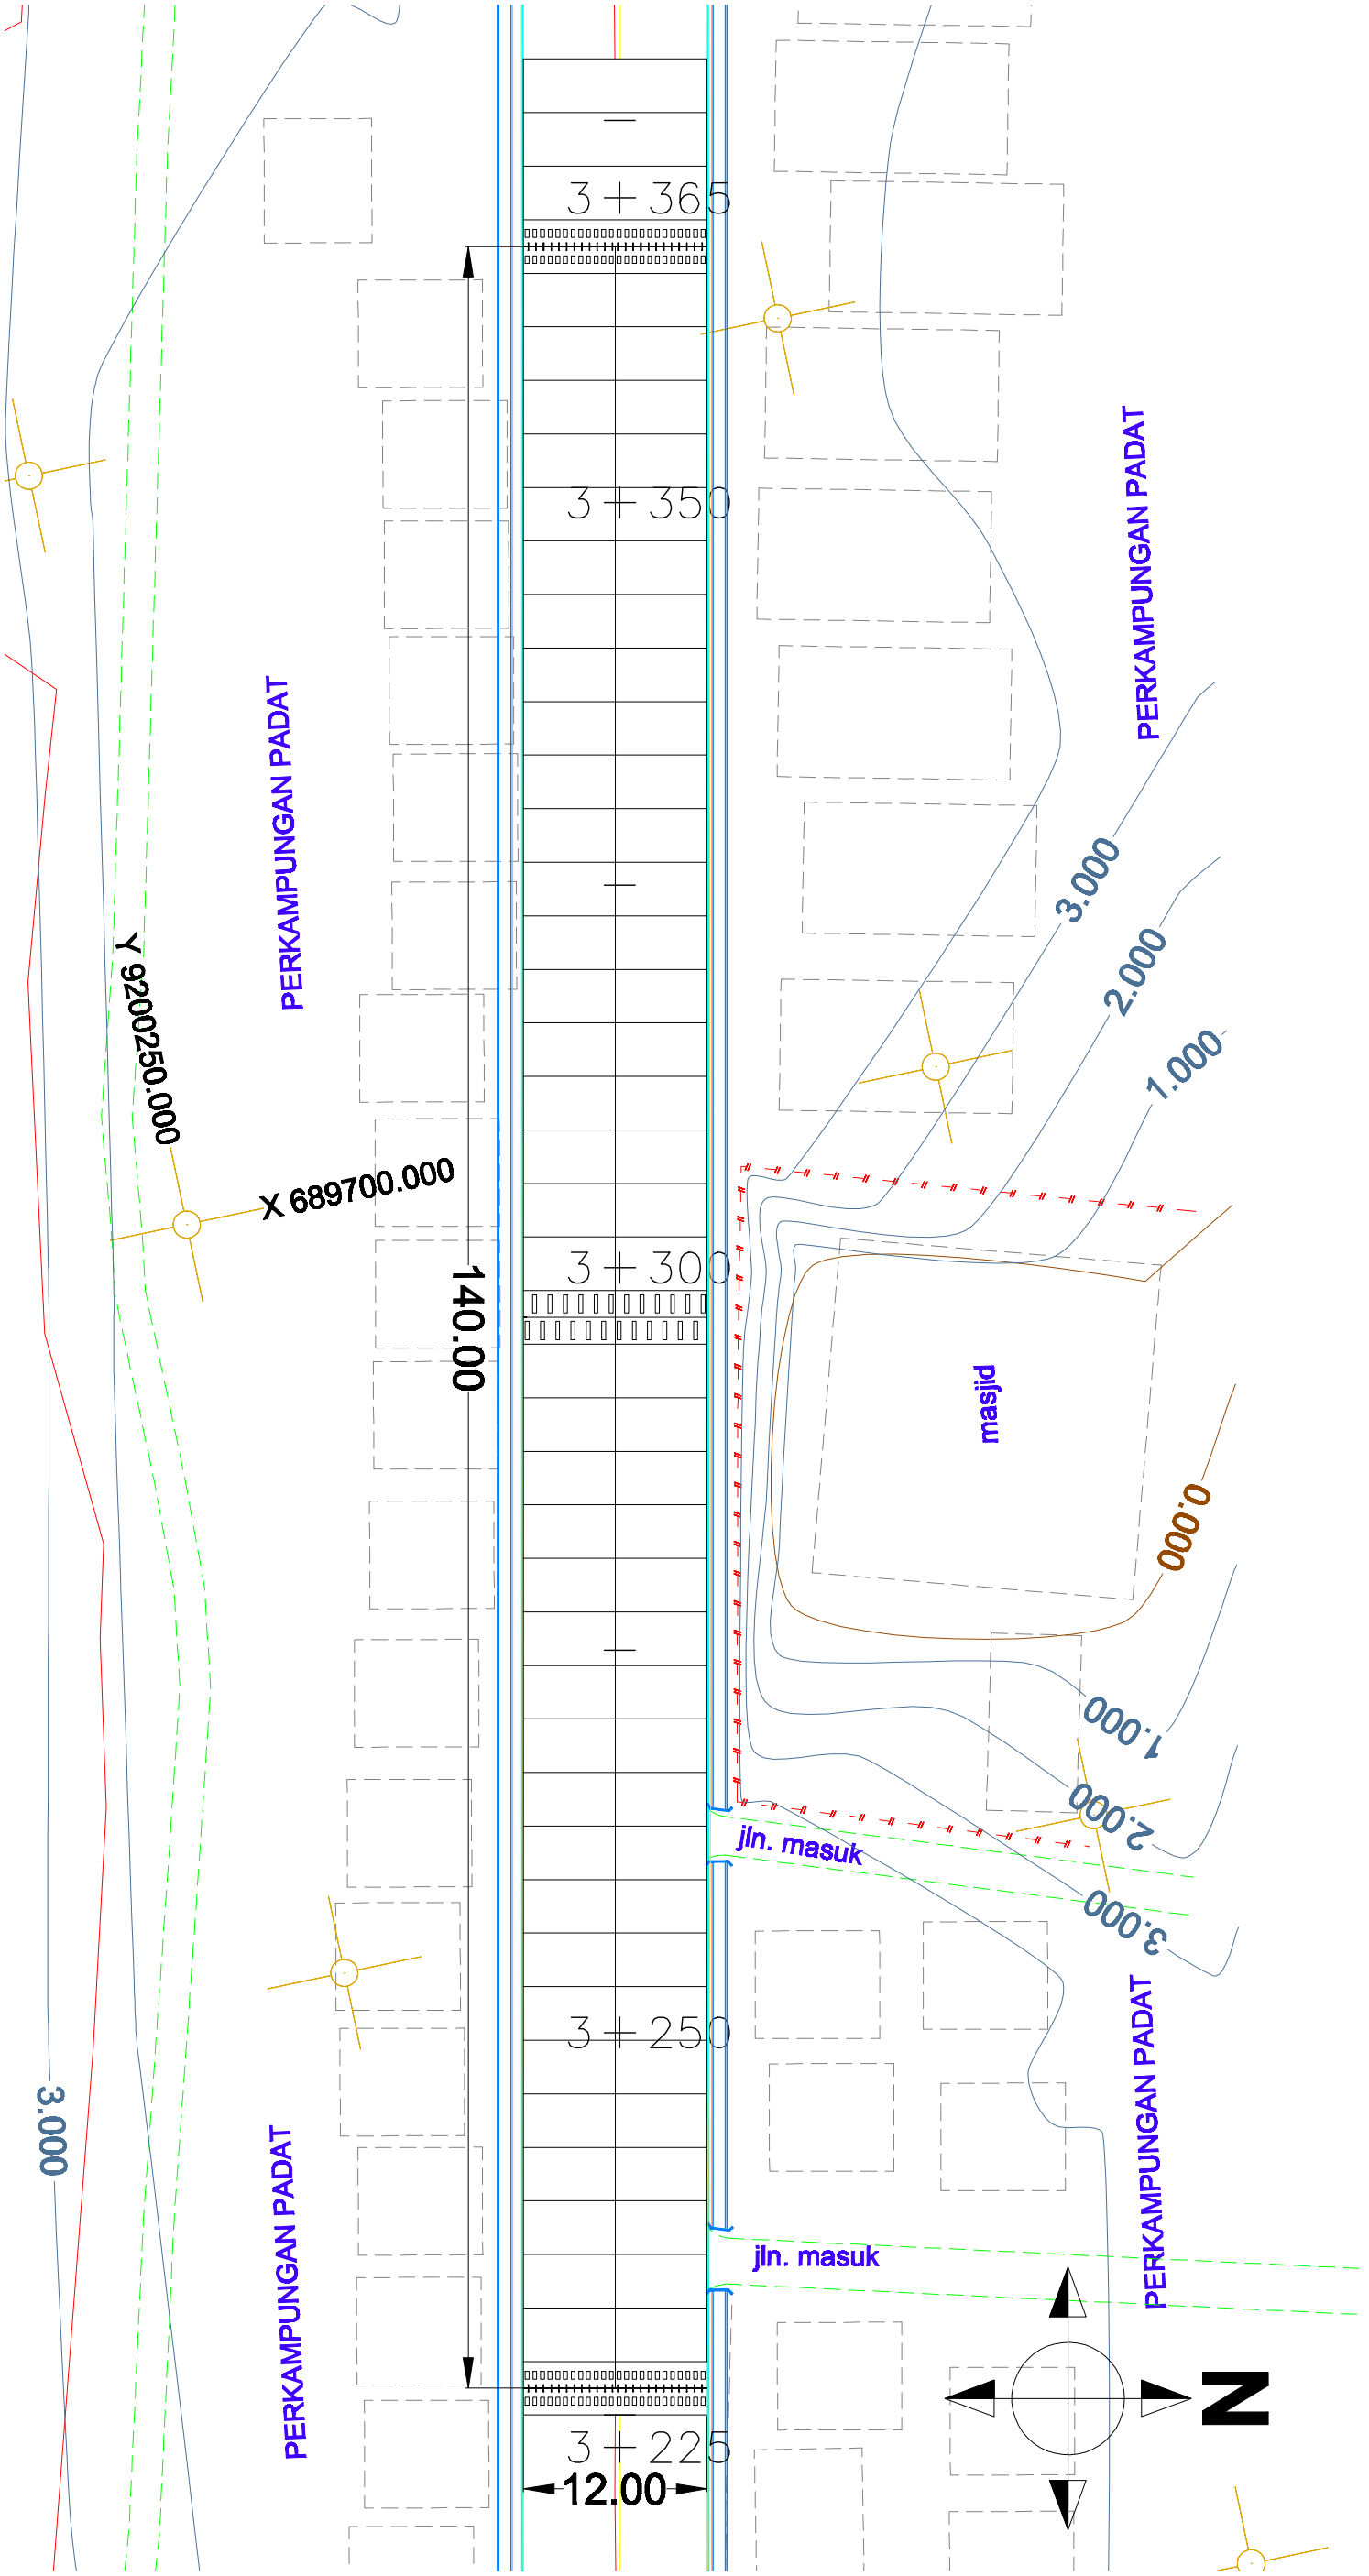 3+365
3+350
PERKAMPUNGAN PADAT
PERKAMPUNGAN PADAT
3.000
2.000
1.000
Y 9200250.000
X 689700.000
140.00
3+300
masjid
0.000
1.000
2.000
jln. masuk
3.000
3+250
3.000
PERKAMPUNGAN PADAT
PERKAMPUNGAN PADAT
jln. masuk
N
3+225
12.00